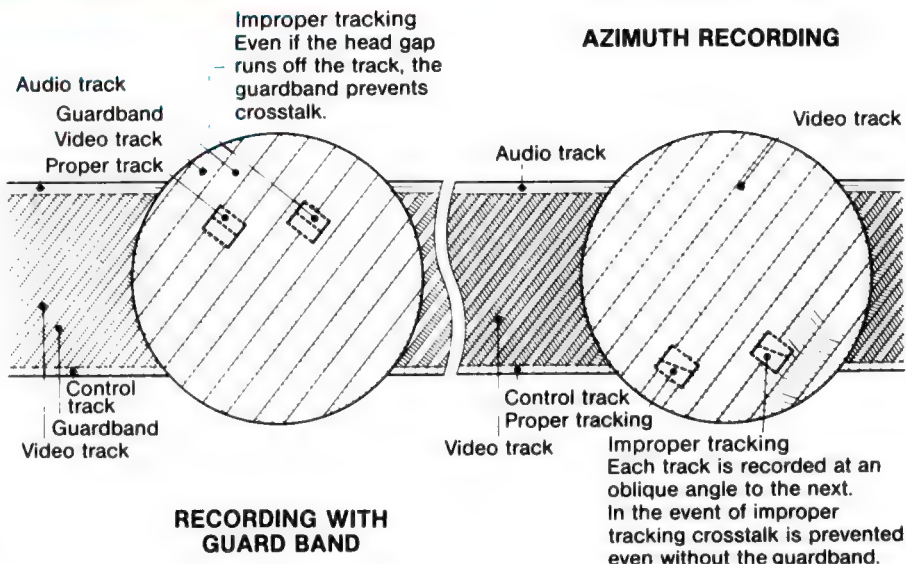 Improper tracking
Even if the head gap
runs off the track, the
guardband prevents
crosstalk.
Audio track
Guardband
Video track
Proper track
Control
track
Guardband
Video track
RECORDING WITH
GUARD BAND
AZIMUTH RECORDING
Video track
Audio track
Control track
Proper tracking
Video track
Improper tracking
Each track is recorded at an
oblique angle to the next.
In the event of improper
tracking crosstalk is prevented
even without the guardband.